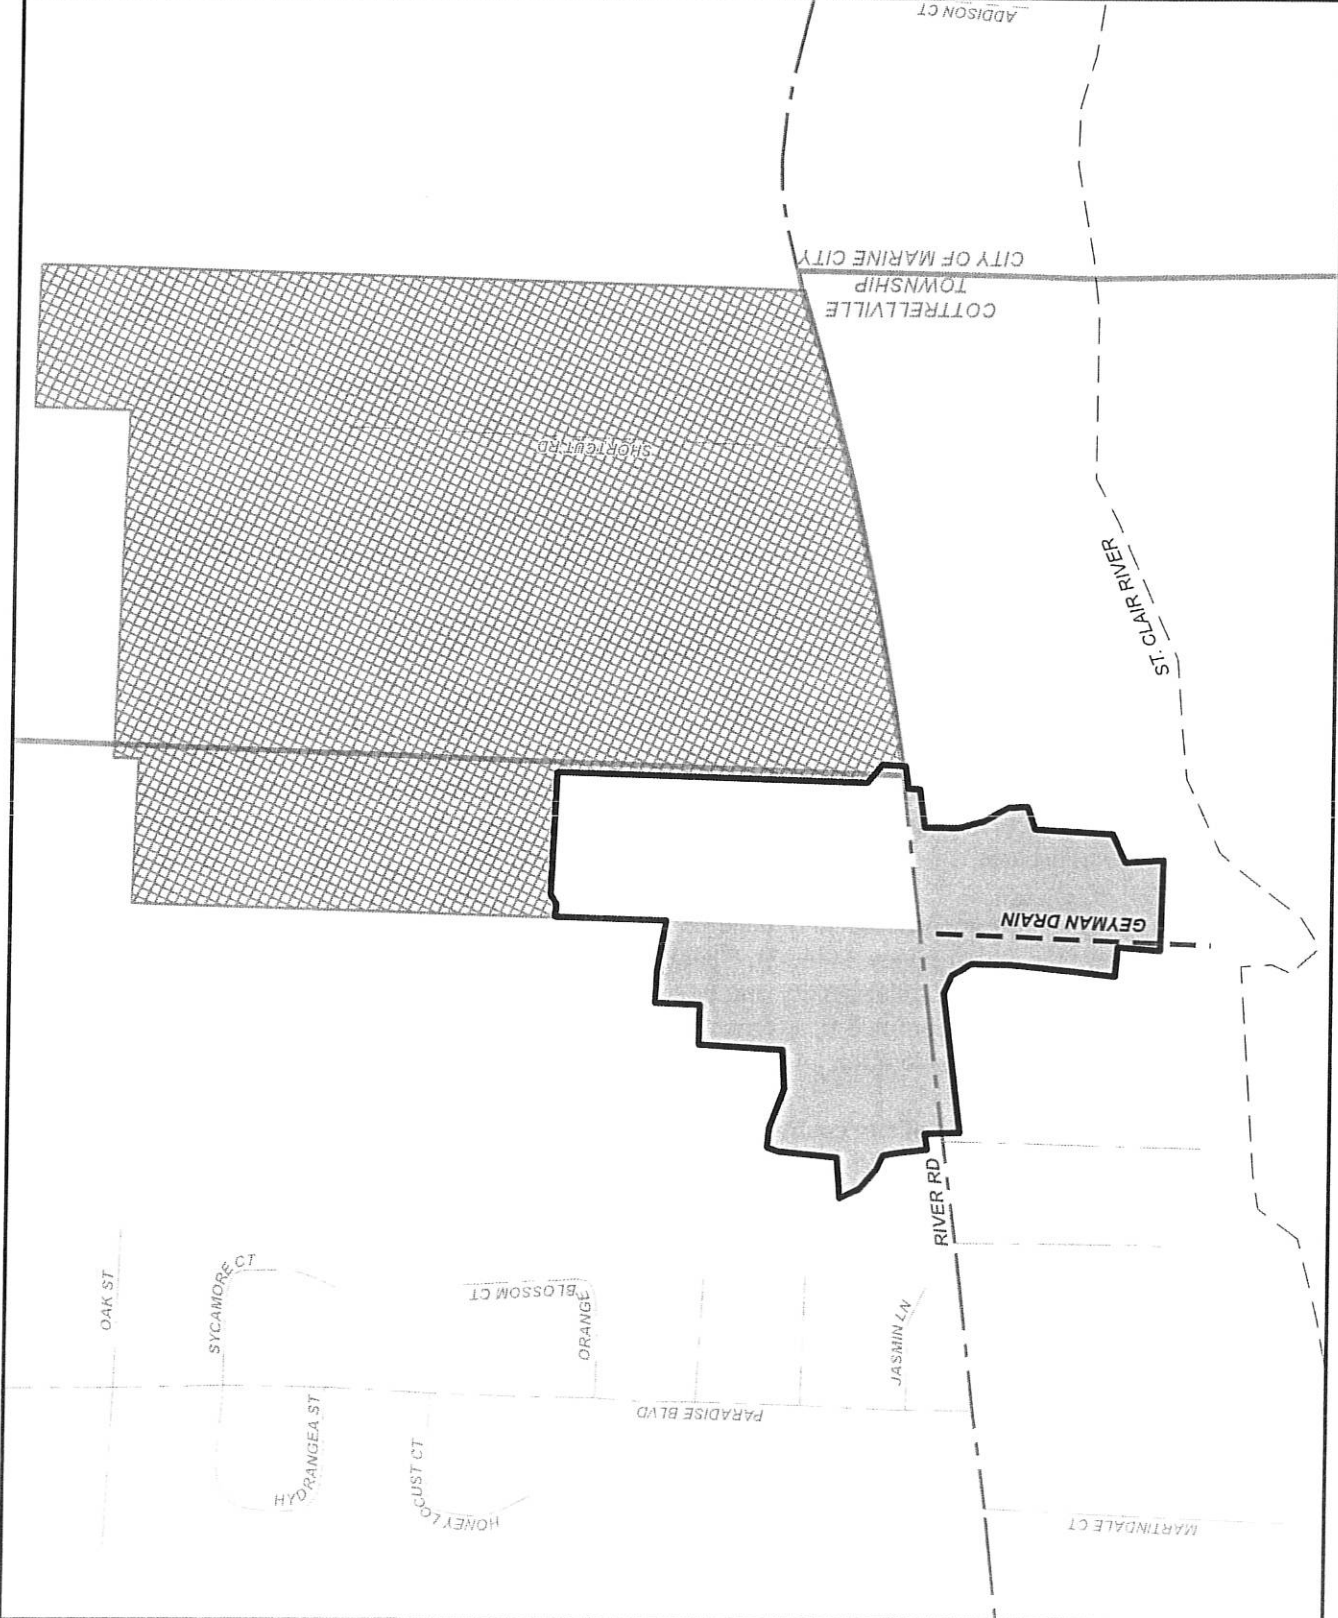 ADDISON CT
CITY OF MARINE CITY
COTTRELLVILLE
TOWNSHIP
SHORTCUT RD
ST. CLAIR RIVER
GEYMAN DRAIN
RIVER RD
OAK ST
SYCAMORE CT
ORANGE
BLOSSOM CT
JASMIN LN
PARADISE BLVD
HYDRANGEA ST
HONEY LOCUST CT
MARTINDALE CT